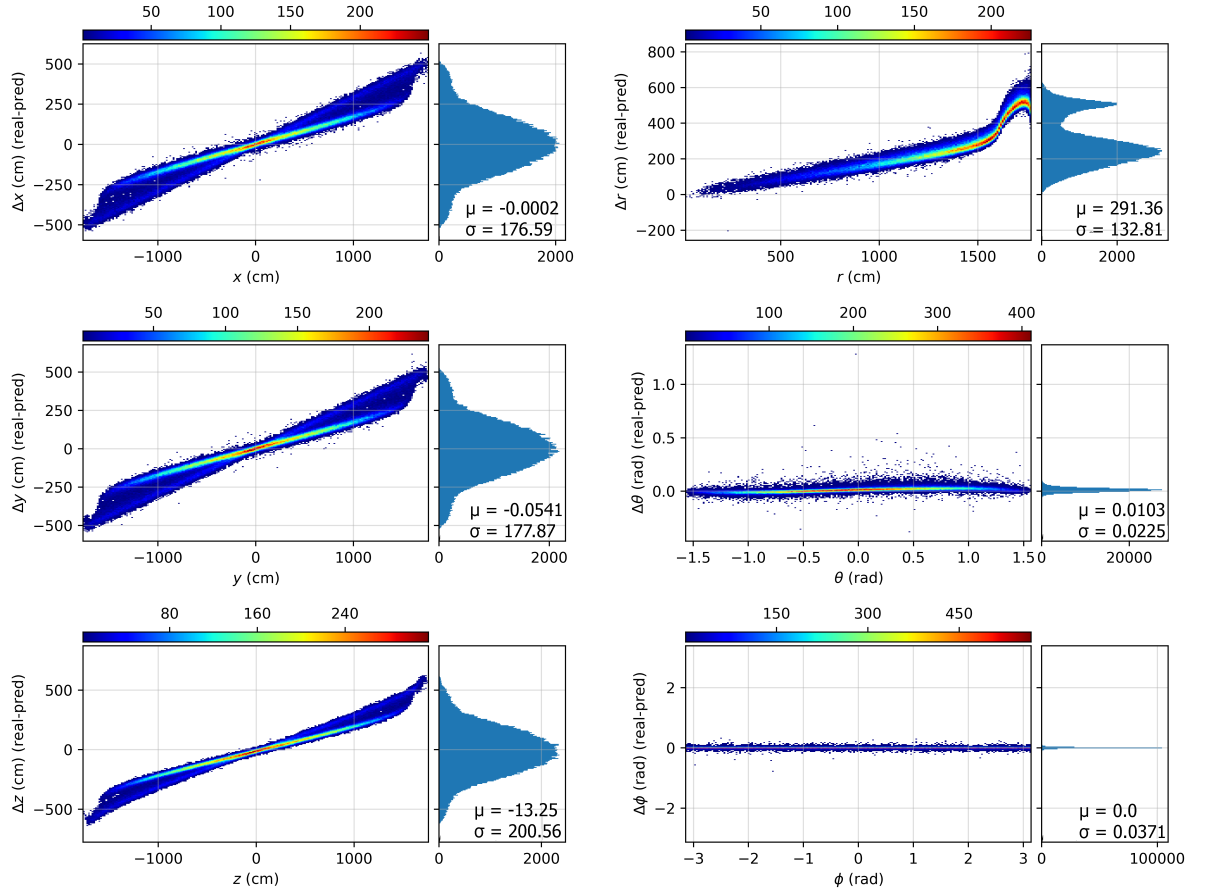 50 100 150 200
500
250
0
−250
−500
Δx (cm) (real-pred)
−1000 0 1000
x (cm)
μ = -0.0002
σ = 176.59
0 2000
50 100 150 200
800
600
400
200
0
−200
Δr (cm) (real-pred)
500 1000 1500
r (cm)
μ = 291.36
σ = 132.81
0 2000
50 100 150 200
500
250
0
−250
−500
Δy (cm) (real-pred)
−1000 0 1000
y (cm)
μ = -0.0541
σ = 177.87
0 2000
100 200 300 400
1.0
0.5
0.0
Δθ (rad) (real-pred)
−1.5 −1.0 −0.5 0.0 0.5 1.0 1.5
θ (rad)
μ = 0.0103
σ = 0.0225
0 20000
80 160 240
500
0
−500
Δz (cm) (real-pred)
−1000 0 1000
z (cm)
μ = -13.25
σ = 200.56
0 2000
150 300 450
2
0
−2
Δϕ (rad) (real-pred)
−3 −2 −1 0 1 2 3
ϕ (rad)
μ = 0.0
σ = 0.0371
0 100000